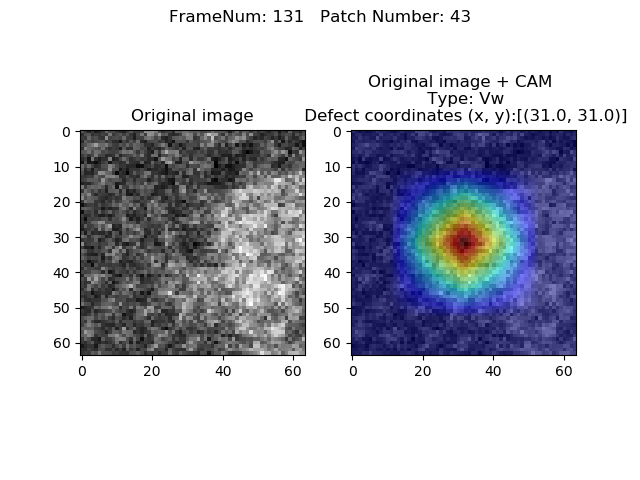 FrameNum: 131   Patch Number: 43
Original image
Original image + CAM
Type: Vw
Defect coordinates (x, y):[(31.0, 31.0)]
0
10
20
30
40
50
60
0 20 40 60
0
10
20
30
40
50
60
0 20 40 60